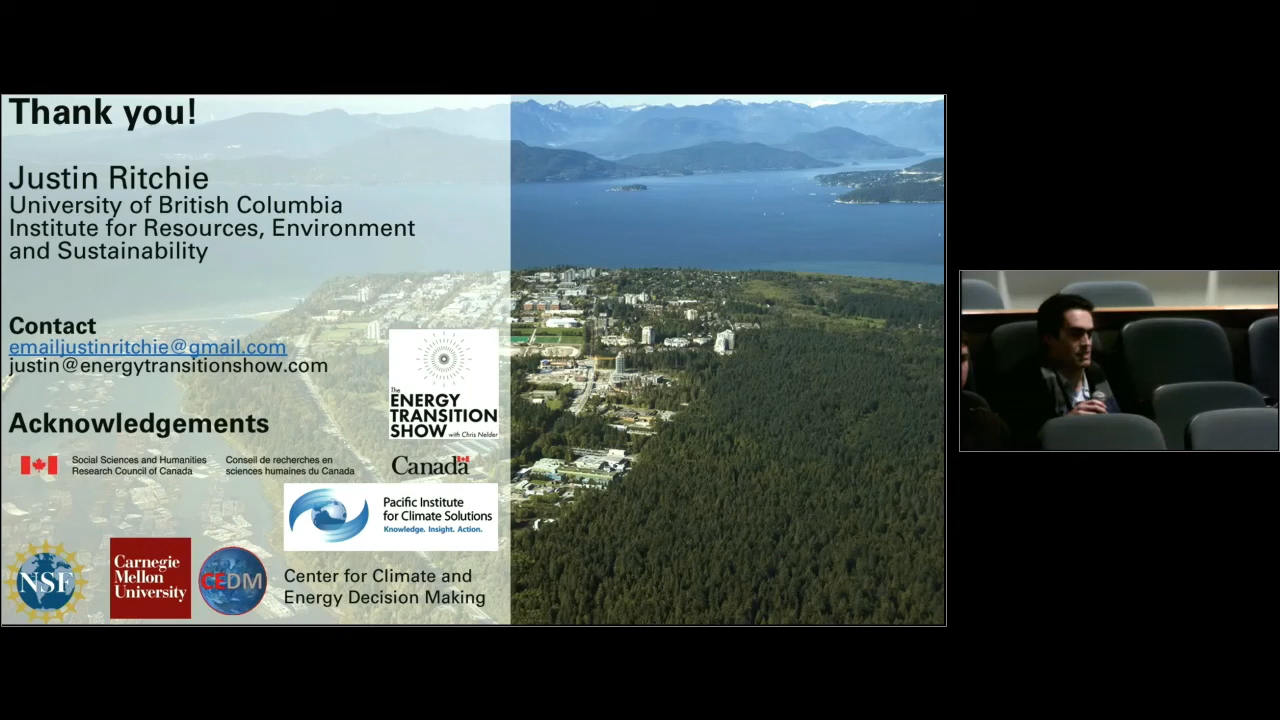 Thank you!
Justin Ritchie
University of British Columbia
Institute for Resources, Environment
and Sustainability
Contact
emailjustinritchie@gmail.com
justin@energytransitionshow.com
The
ENERGY
TRANSITION
SHOW with Chris Nelder
Acknowledgements
Social Sciences and Humanities
Research Council of Canada
Conseil de recherches en
sciences humaines du Canada
Canada
Pacific Institute
for Climate Solutions
Knowledge. Insight. Action.
NSF
Carnegie
Mellon
University
CEDM
Center for Climate and
Energy Decision Making